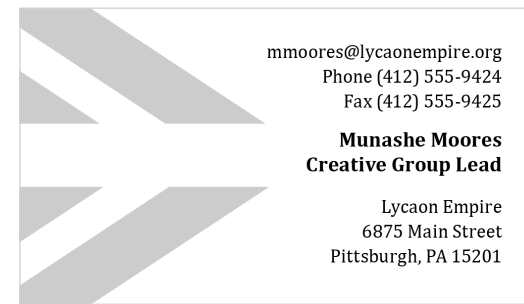 mmoores@lycaonempire.org
Phone (412) 555-9424
Fax (412) 555-9425
Munashe Moores
Creative Group Lead
Lycaon Empire
6875 Main Street
Pittsburgh, PA 15201